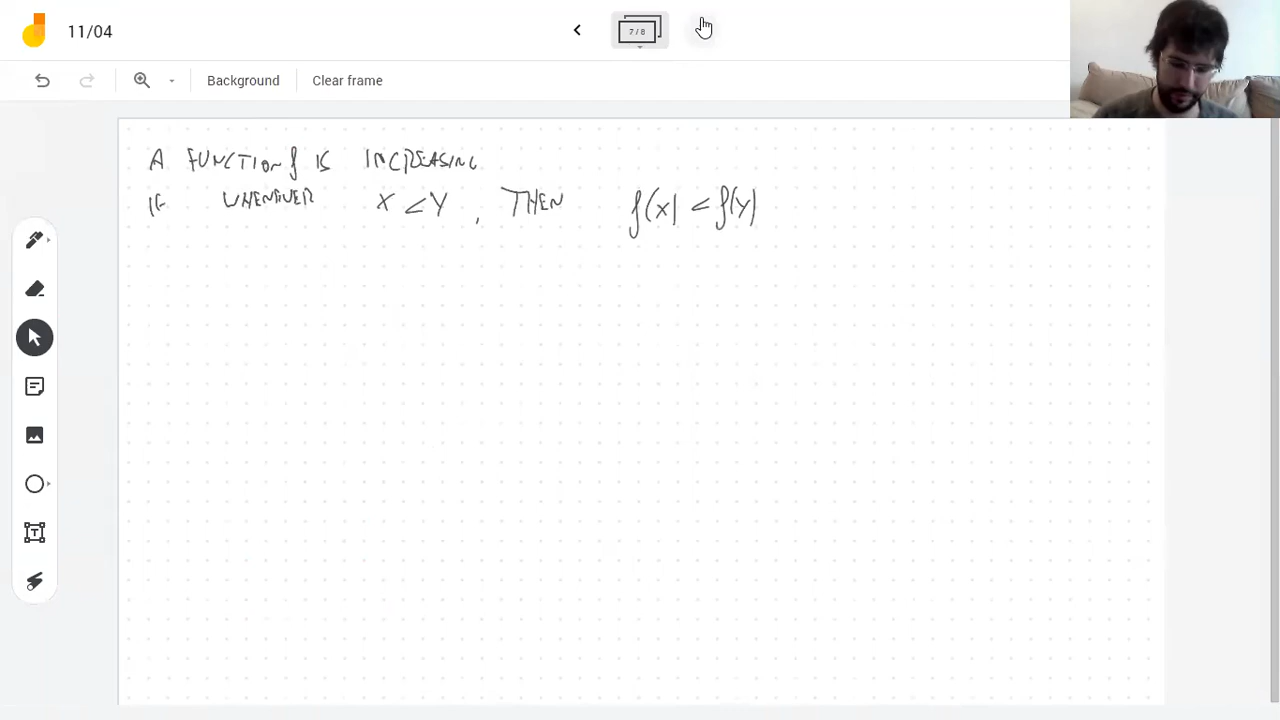 11/04
7 / 8
Background
Clear frame
A FUNCTION f IS INCREASING
IF WHENEVER X < Y , THEN f(x) < f(y)